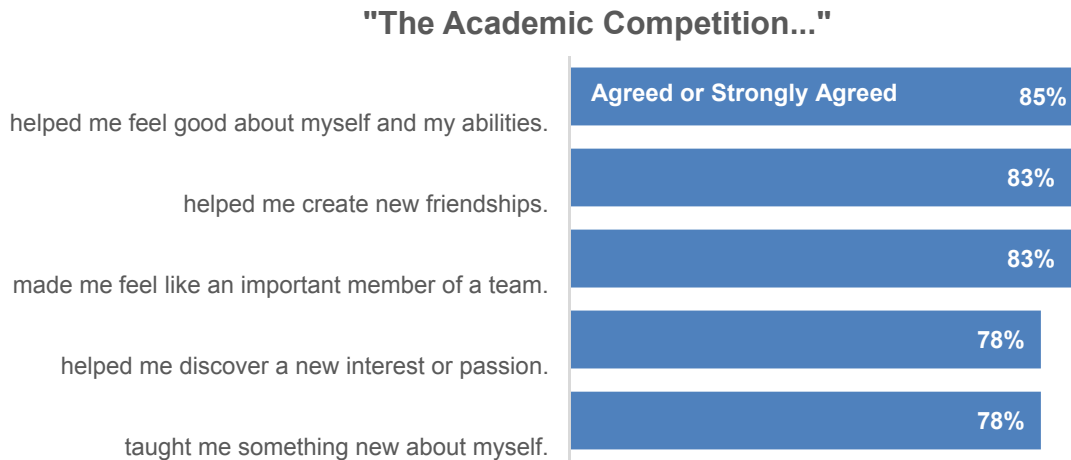 "The Academic Competition..."
Agreed or Strongly Agreed 85%
helped me feel good about myself and my abilities.
83%
helped me create new friendships.
83%
made me feel like an important member of a team.
78%
helped me discover a new interest or passion.
78%
taught me something new about myself.